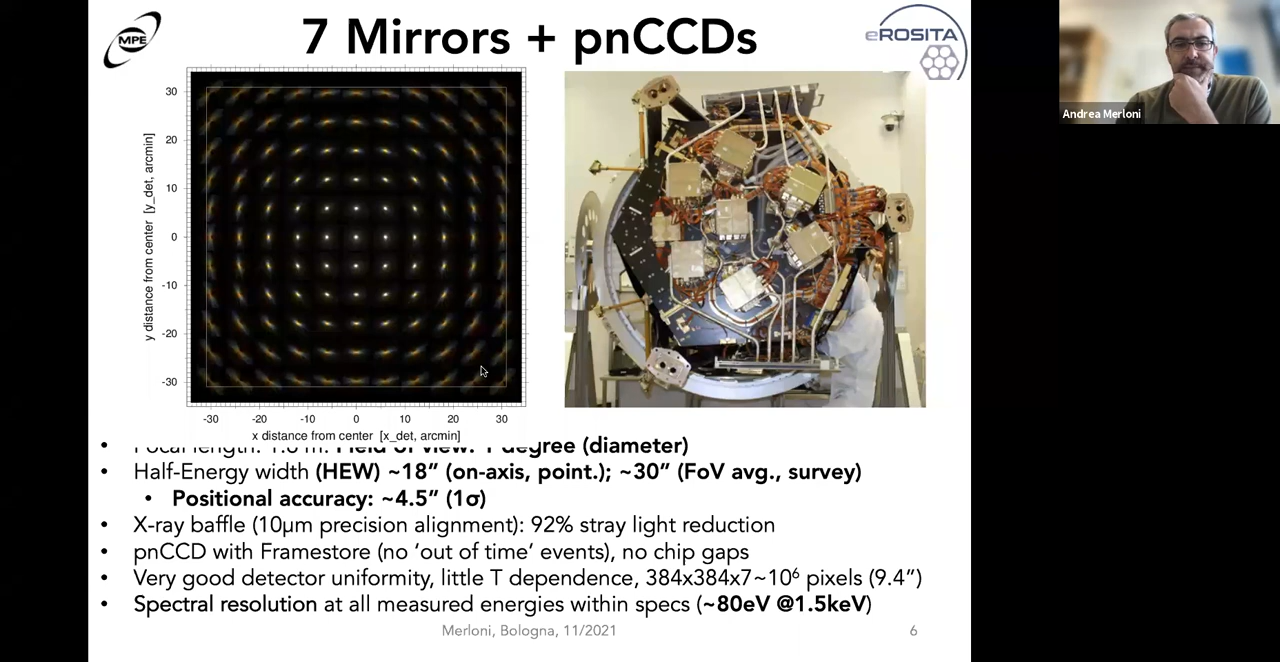 7 Mirrors + pnCCDs
MPE
eROSITA
Andrea Merloni
y distance from center [y_det, arcmin]
30
20
10
0
-10
-20
-30
-30 -20 -10 0 10 20 30
x distance from center [x_det, arcmin]
• Focal length: 1.6 m. Field of view: 1 degree (diameter)
• Half-Energy width (HEW) ~18” (on-axis, point.); ~30” (FoV avg., survey)
• Positional accuracy: ~4.5” (1σ)
• X-ray baffle (10µm precision alignment): 92% stray light reduction
• pnCCD with Framestore (no ‘out of time’ events), no chip gaps
• Very good detector uniformity, little T dependence, 384x384x7~10⁶ pixels (9.4”)
• Spectral resolution at all measured energies within specs (~80eV @1.5keV)
Merloni, Bologna, 11/2021
6